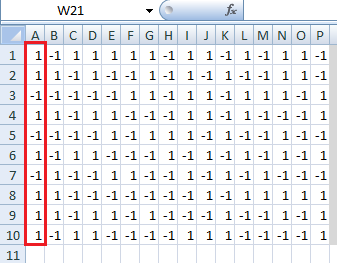 W21 fx
A B C D E F G H I J K L M N O P
1 1 -1 1 1 1 1 1 -1 1 1 -1 1 -1 1 1 -1
2 1 1 -1 1 -1 1 1 -1 1 -1 1 1 -1 -1 1 1
3 -1 -1 1 -1 -1 -1 1 1 -1 1 -1 1 -1 -1 1 -1
4 1 -1 1 1 -1 -1 -1 1 1 1 1 -1 1 -1 1 1
5 -1 -1 1 -1 1 -1 1 1 -1 1 -1 1 -1 -1 1 -1
6 1 -1 1 1 -1 1 -1 -1 1 1 -1 1 -1 -1 -1 1
7 -1 1 1 -1 -1 -1 1 -1 -1 1 1 -1 1 1 -1 -1
8 1 1 -1 -1 -1 1 1 -1 1 1 -1 1 -1 -1 1 1
9 1 -1 1 1 -1 1 -1 1 -1 1 -1 1 -1 1 1 -1
10 1 -1 1 1 -1 1 -1 -1 1 1 1 -1 -1 -1 -1 1
11